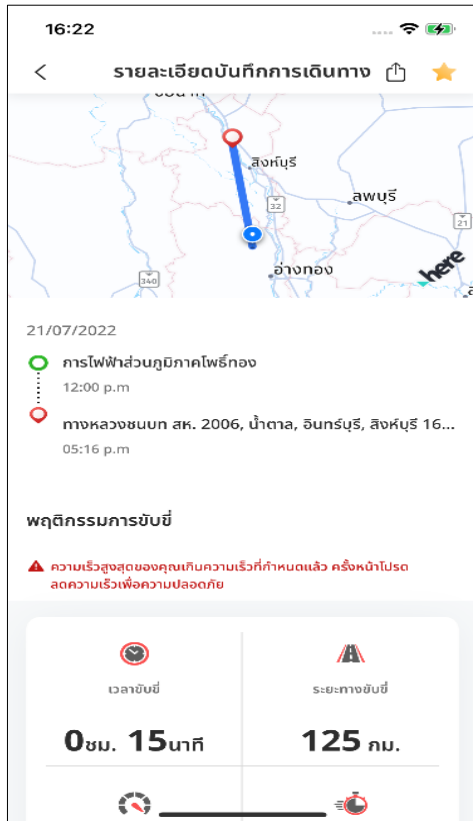 16:22
รายละเอียดบันทึกการเดินทาง
สิงห์บุรี
32
ลพบุรี
21
อ่างทอง
340
here
21/07/2022
การไฟฟ้าส่วนภูมิภาคโพธิ์ทอง
12:00 p.m
ทางหลวงชนบท สห. 2006, น้ำตาล, อินทร์บุรี, สิงห์บุรี 16...
05:16 p.m
พฤติกรรมการขับขี่
ความเร็วสูงสุดของคุณเกินความเร็วที่กำหนดแล้ว ครั้งหน้าโปรด
ลดความเร็วเพื่อความปลอดภัย
เวลาขับขี่
ระยะทางขับขี่
0ชม. 15นาที
125 กม.